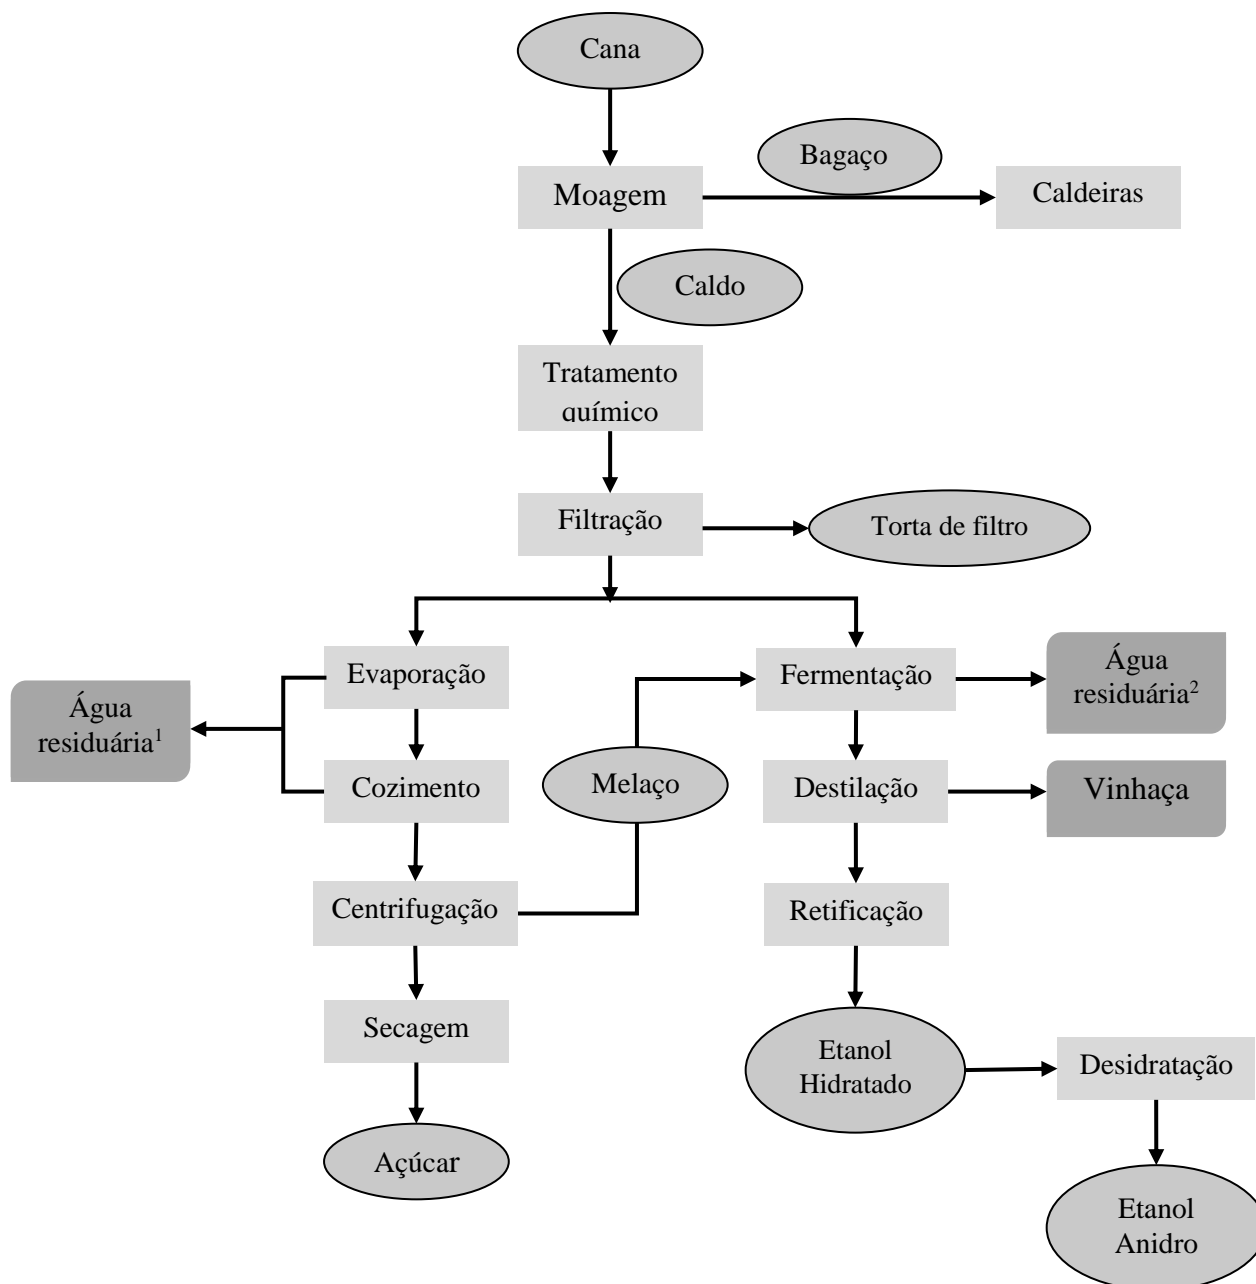 Cana
Bagaço
Moagem
Caldeiras
Caldo
Tratamento
químico
Filtração
Torta de filtro
Evaporação
Fermentação
Água
residuária²
Água
residuária¹
Cozimento
Melaço
Destilação
Vinhaça
Centrifugação
Retificação
Secagem
Etanol
Hidratado
Desidratação
Açúcar
Etanol
Anidro